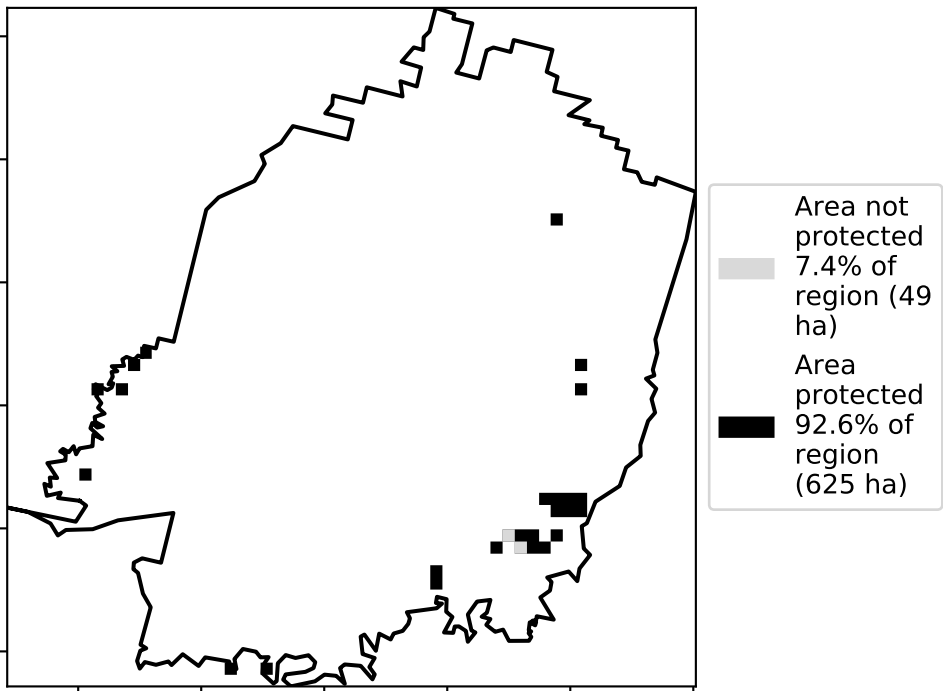 Area not
protected
7.4% of
region (49
ha)
Area
protected
92.6% of
region
(625 ha)